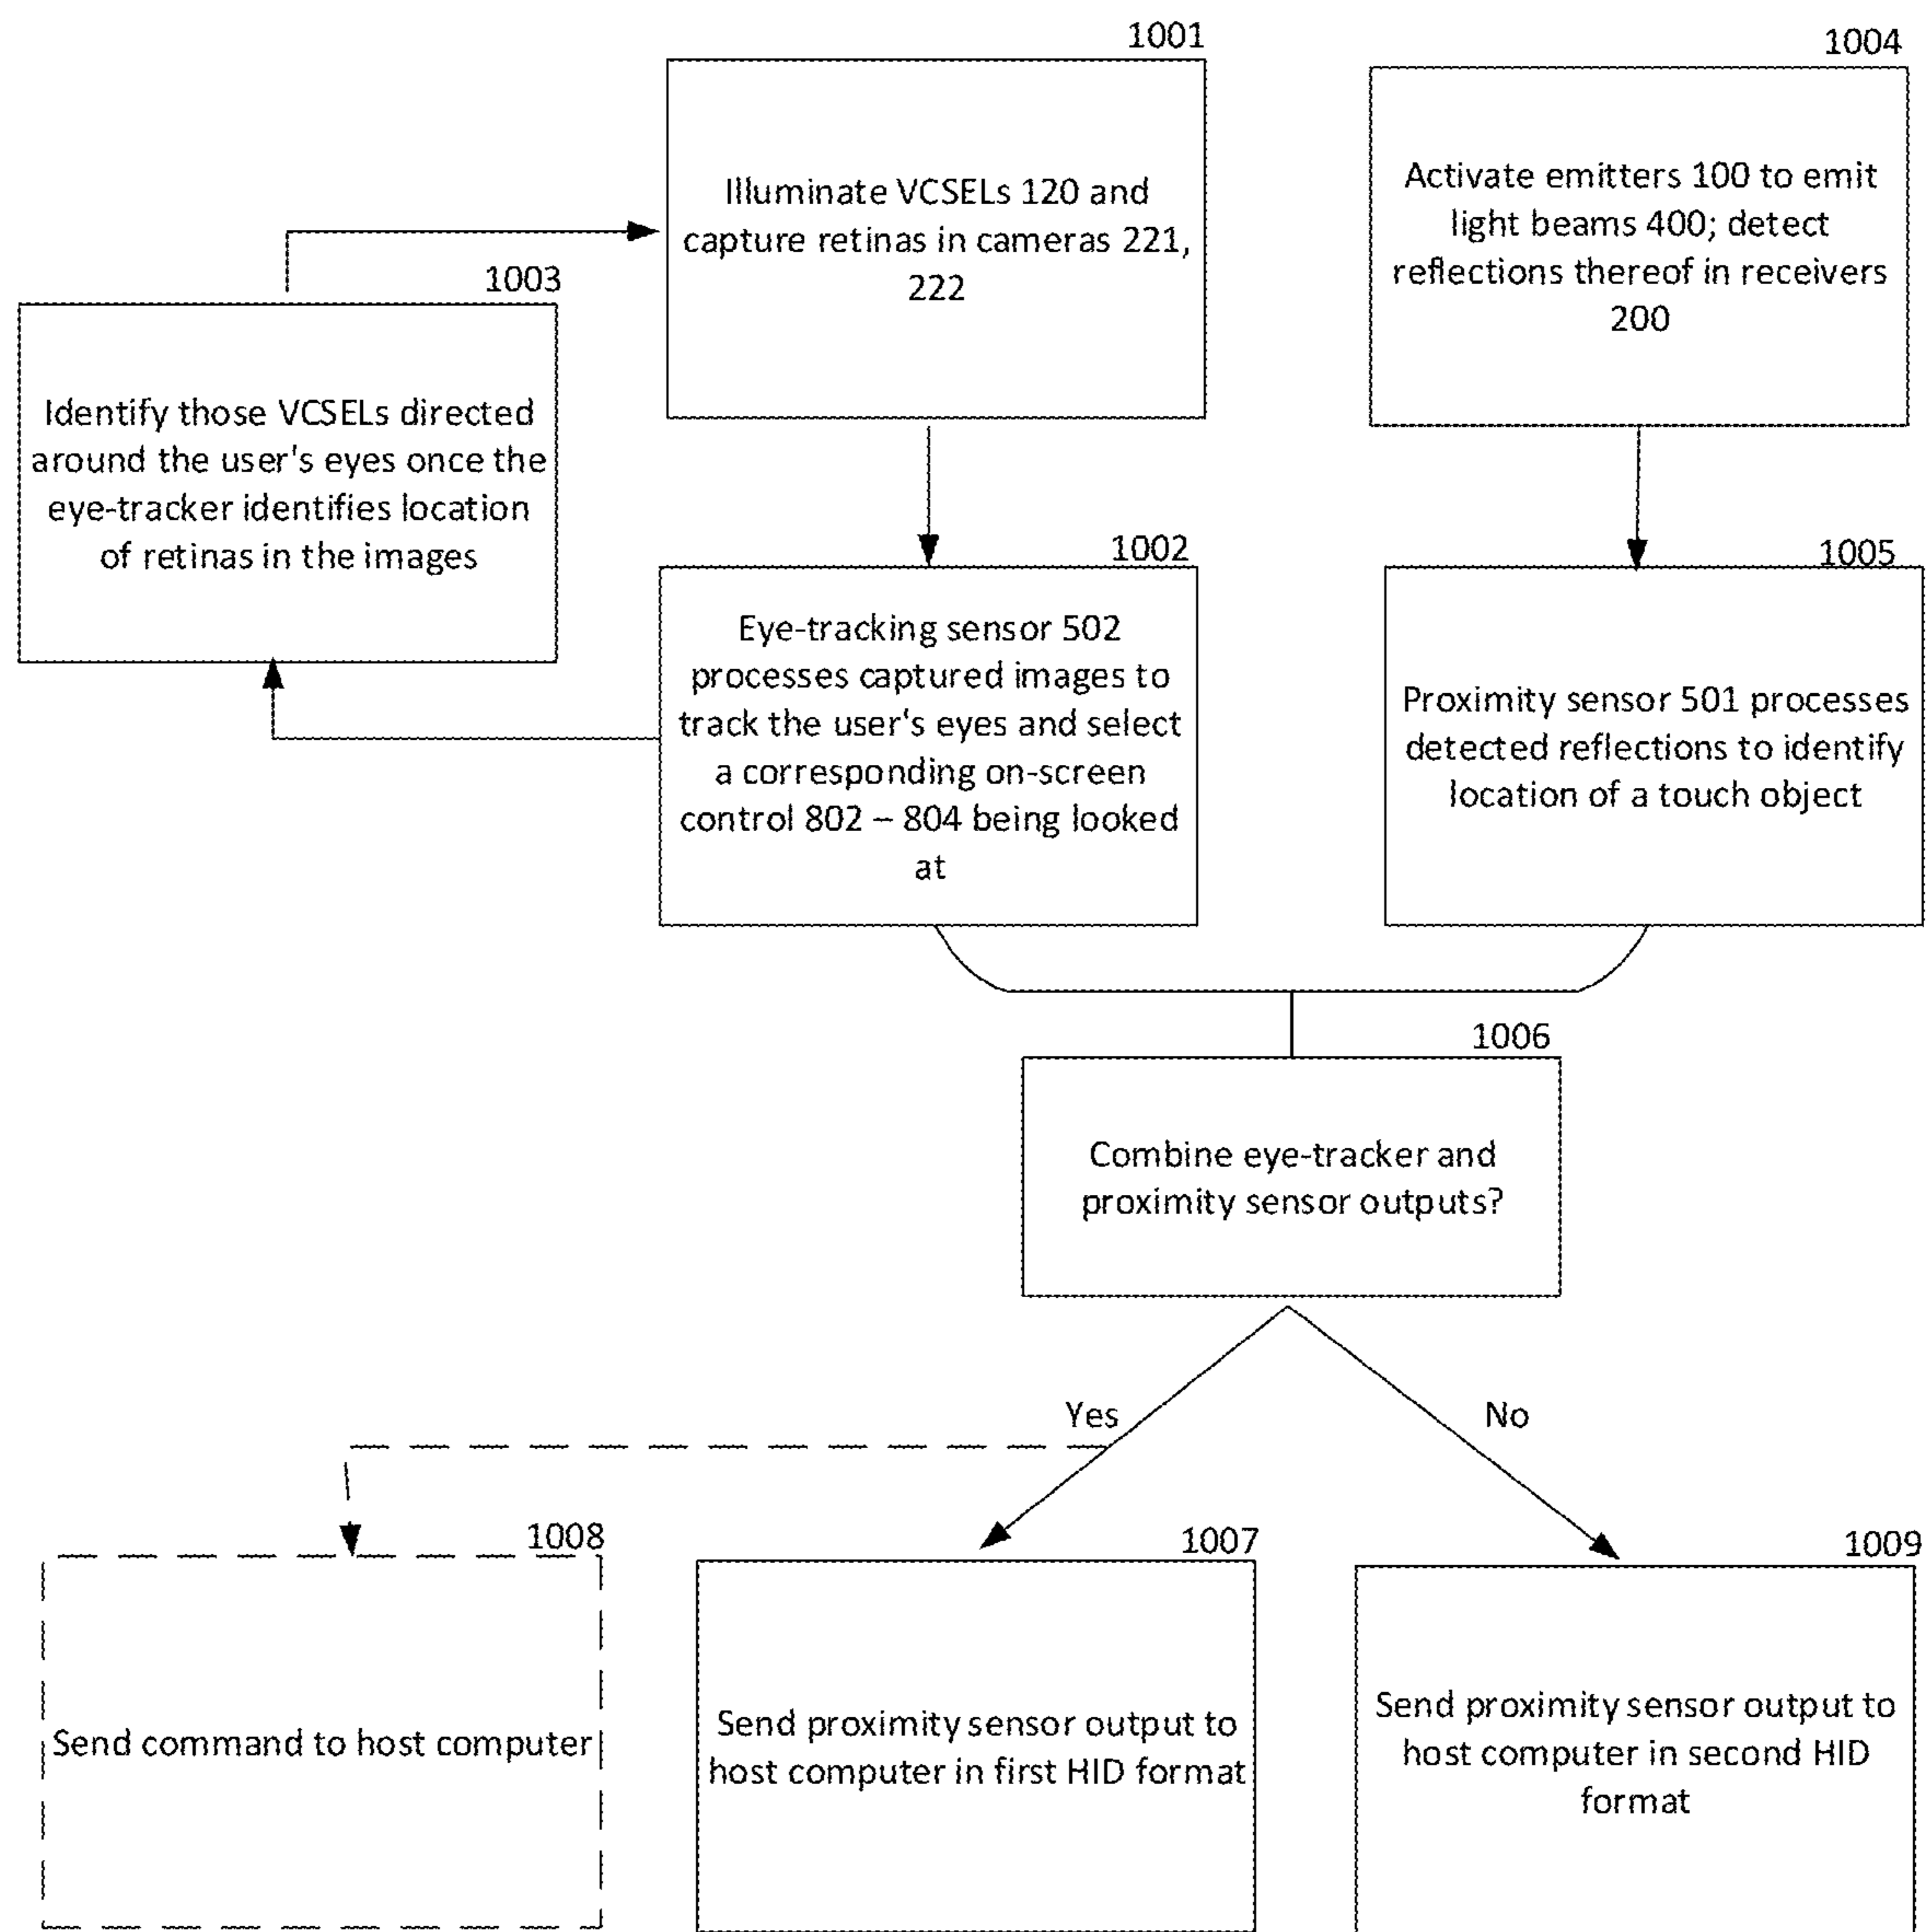 1001
Illuminate VCSELs 120 and
capture retinas in cameras 221,
222
1004
Activate emitters 100 to emit
light beams 400; detect
reflections thereof in receivers
200
1003
Identify those VCSELs directed
around the user's eyes once the
eye-tracker identifies location
of retinas in the images
1002
Eye-tracking sensor 502
processes captured images to
track the user's eyes and select
a corresponding on-screen
control 802 – 804 being looked
at
1005
Proximity sensor 501 processes
detected reflections to identify
location of a touch object
1006
Combine eye-tracker and
proximity sensor outputs?
Yes
No
1008
Send command to host computer
1007
Send proximity sensor output to
host computer in first HID format
1009
Send proximity sensor output to
host computer in second HID
format